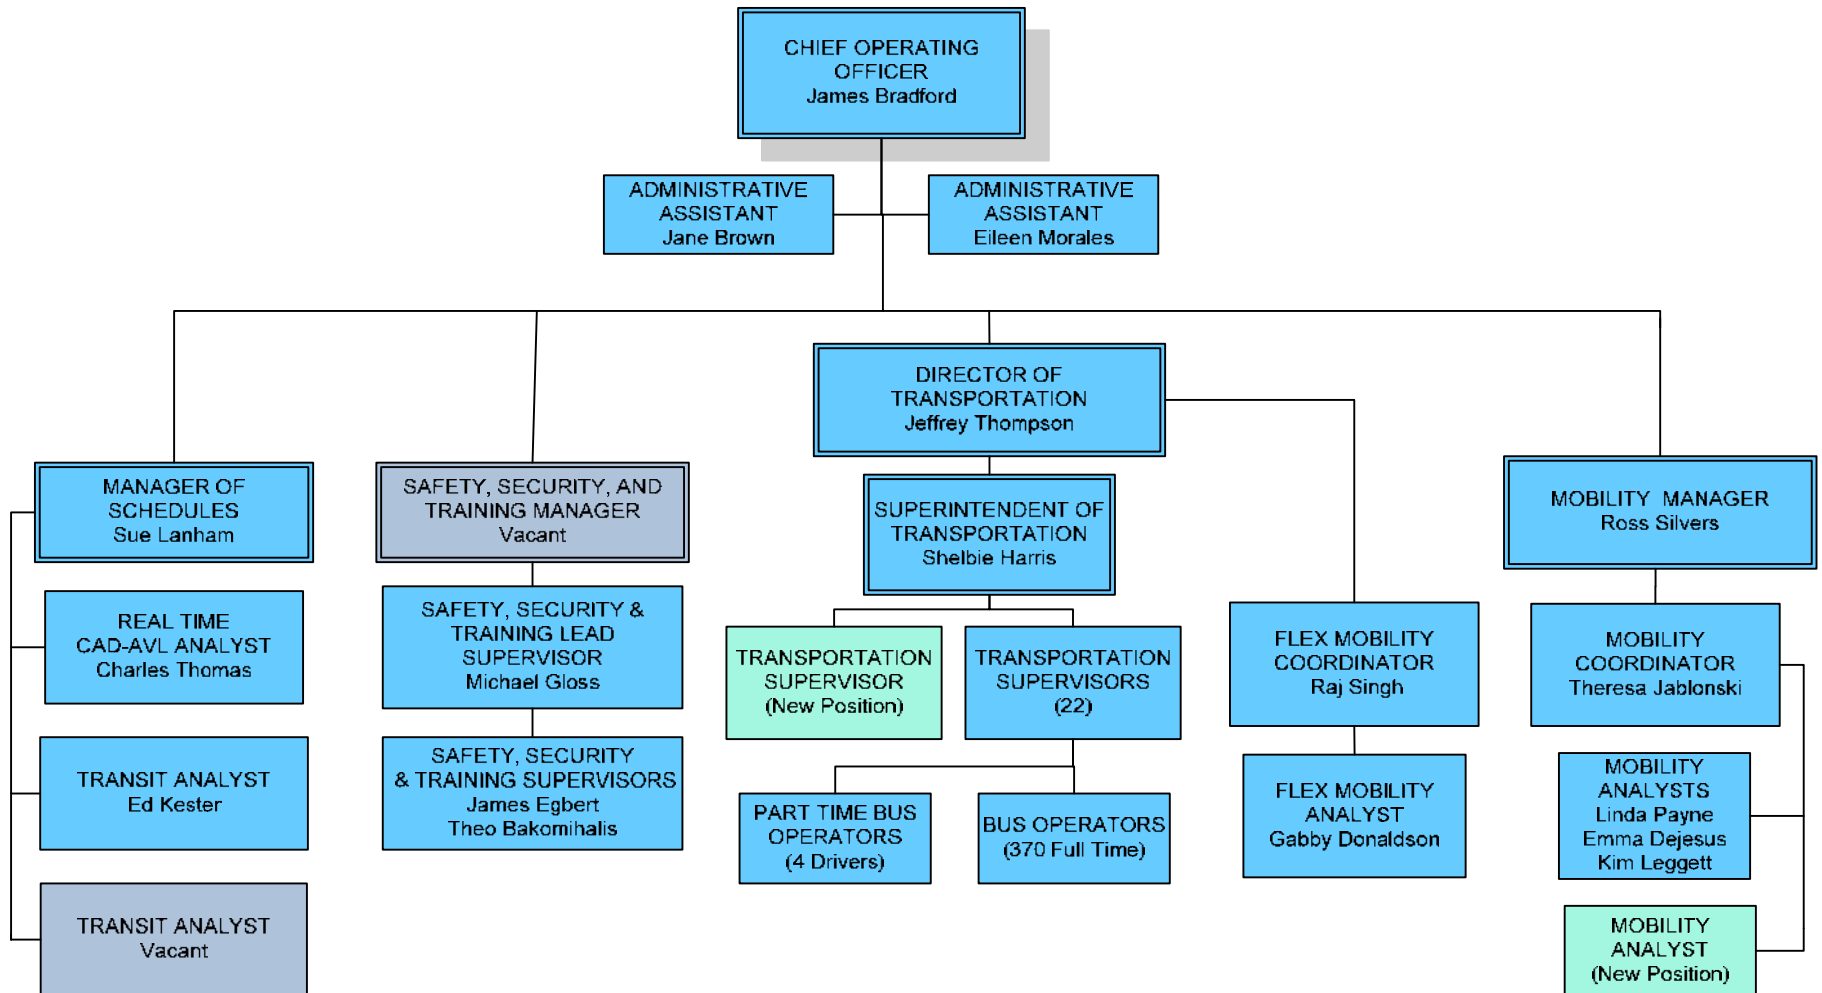 CHIEF OPERATING
OFFICER
James Bradford
ADMINISTRATIVE
ASSISTANT
Jane Brown
ADMINISTRATIVE
ASSISTANT
Eileen Morales
DIRECTOR OF
TRANSPORTATION
Jeffrey Thompson
MANAGER OF
SCHEDULES
Sue Lanham
SAFETY, SECURITY, AND
TRAINING MANAGER
Vacant
SUPERINTENDENT OF
TRANSPORTATION
Shelbie Harris
MOBILITY MANAGER
Ross Silvers
REAL TIME
CAD-AVL ANALYST
Charles Thomas
SAFETY, SECURITY &
TRAINING LEAD
SUPERVISOR
Michael Gloss
TRANSPORTATION
SUPERVISOR
(New Position)
TRANSPORTATION
SUPERVISORS
(22)
FLEX MOBILITY
COORDINATOR
Raj Singh
MOBILITY
COORDINATOR
Theresa Jablonski
TRANSIT ANALYST
Ed Kester
SAFETY, SECURITY
& TRAINING SUPERVISORS
James Egbert
Theo Bakomihalis
PART TIME BUS
OPERATORS
(4 Drivers)
BUS OPERATORS
(370 Full Time)
FLEX MOBILITY
ANALYST
Gabby Donaldson
MOBILITY
ANALYSTS
Linda Payne
Emma Dejesus
Kim Leggett
TRANSIT ANALYST
Vacant
MOBILITY
ANALYST
(New Position)